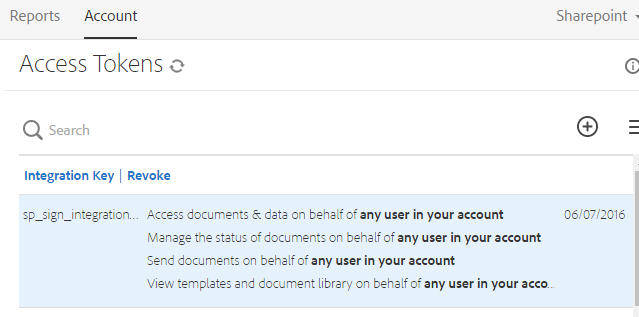 Reports Account Sharepoint
Access Tokens
Search
Integration Key | Revoke
sp_sign_integration... Access documents & data on behalf of any user in your account 06/07/2016
Manage the status of documents on behalf of any user in your account
Send documents on behalf of any user in your account
View templates and document library on behalf of any user in your acco...